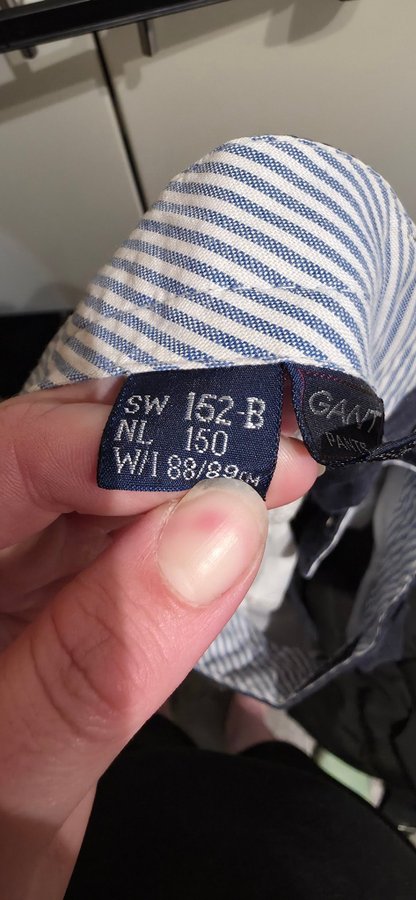 SW 152-B
NL 150
W/I 88/89CM
GANT
PANTS